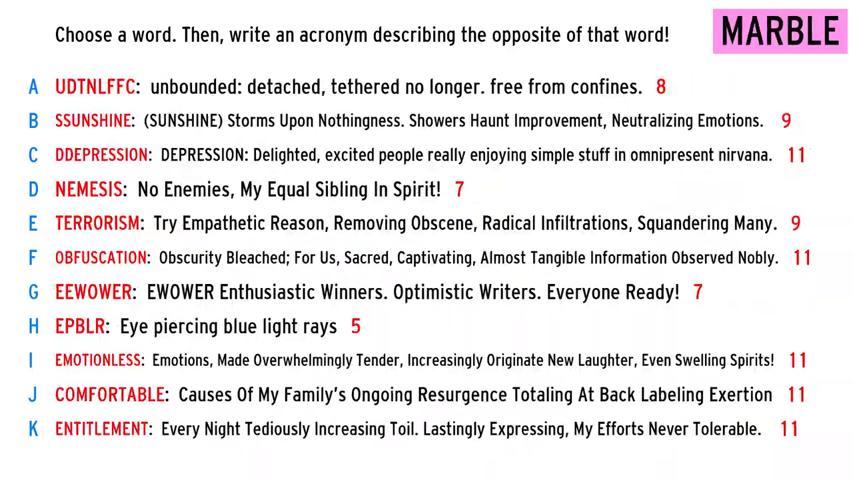 Choose a word. Then, write an acronym describing the opposite of that word!
MARBLE
A UDTNLFFC: unbounded: detached, tethered no longer. free from confines. 8
B SSUNSHINE: (SUNSHINE) Storms Upon Nothingness. Showers Haunt Improvement, Neutralizing Emotions. 9
C DDEPRESSION: DEPRESSION: Delighted, excited people really enjoying simple stuff in omnipresent nirvana. 11
D NEMESIS: No Enemies, My Equal Sibling In Spirit! 7
E TERRORISM: Try Empathetic Reason, Removing Obscene, Radical Infiltrations, Squandering Many. 9
F OBFUSCATION: Obscurity Bleached; For Us, Sacred, Captivating, Almost Tangible Information Observed Nobly. 11
G EEWOWER: EWOWER Enthusiastic Winners. Optimistic Writers. Everyone Ready! 7
H EPBLR: Eye piercing blue light rays 5
I EMOTIONLESS: Emotions, Made Overwhelmingly Tender, Increasingly Originate New Laughter, Even Swelling Spirits! 11
J COMFORTABLE: Causes Of My Family's Ongoing Resurgence Totaling At Back Labeling Exertion 11
K ENTITLEMENT: Every Night Tediously Increasing Toil. Lastingly Expressing, My Efforts Never Tolerable. 11